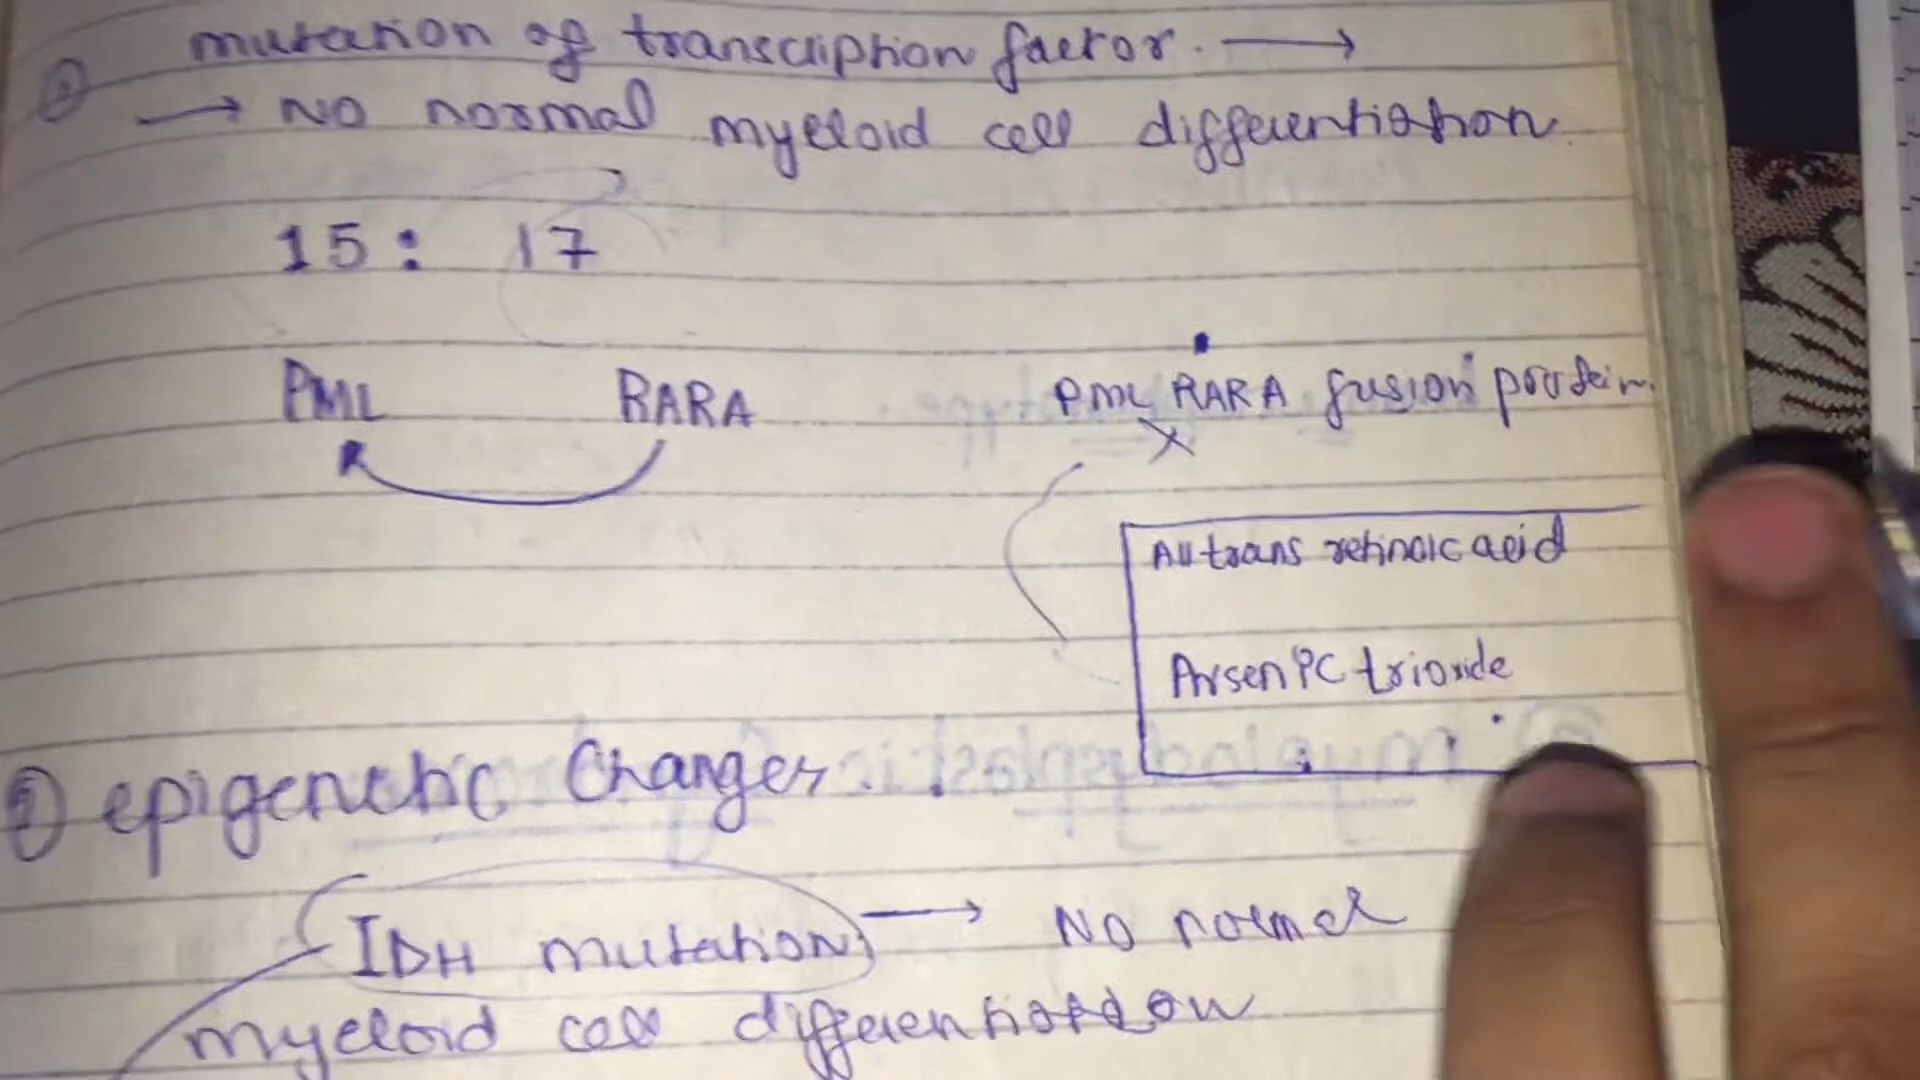 mutation of transcription factor. →
→ No normal myeloid cell differentiation.
15: 17
PML RARA
PML RARA fusion protein.
X
All trans retinoic acid
Arsenic trioxide
epigenetic changes.
IDH mutation → No normal
myeloid cell differentiation